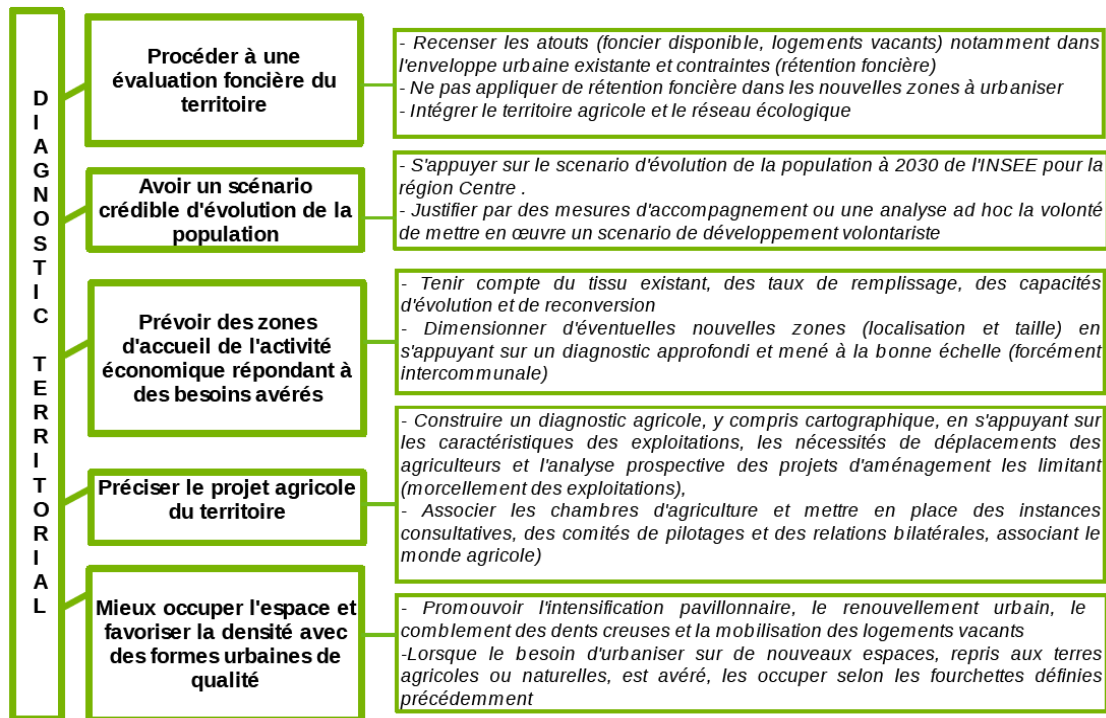 DIAGNOSTIC TERRITORIAL
Procéder à une
évaluation foncière du
territoire
- Recenser les atouts (foncier disponible, logements vacants) notamment dans
l'enveloppe urbaine existante et contraintes (rétention foncière)
- Ne pas appliquer de rétention foncière dans les nouvelles zones à urbaniser
- Intégrer le territoire agricole et le réseau écologique
Avoir un scénario
crédible d'évolution de la
population
- S'appuyer sur le scenario d'évolution de la population à 2030 de l'INSEE pour la
région Centre .
- Justifier par des mesures d'accompagnement ou une analyse ad hoc la volonté
de mettre en œuvre un scenario de développement volontariste
Prévoir des zones
d'accueil de l'activité
économique répondant à
des besoins avérés
- Tenir compte du tissu existant, des taux de remplissage, des capacités
d'évolution et de reconversion
- Dimensionner d'éventuelles nouvelles zones (localisation et taille) en
s'appuyant sur un diagnostic approfondi et mené à la bonne échelle (forcément
intercommunale)
Préciser le projet agricole
du territoire
- Construire un diagnostic agricole, y compris cartographique, en s'appuyant sur
les caractéristiques des exploitations, les nécessités de déplacements des
agriculteurs et l'analyse prospective des projets d'aménagement les limitant
(morcellement des exploitations),
- Associer les chambres d'agriculture et mettre en place des instances
consultatives, des comités de pilotages et des relations bilatérales, associant le
monde agricole)
Mieux occuper l'espace et
favoriser la densité avec
des formes urbaines de
qualité
- Promouvoir l'intensification pavillonnaire, le renouvellement urbain, le
comblement des dents creuses et la mobilisation des logements vacants
-Lorsque le besoin d'urbaniser sur de nouveaux espaces, repris aux terres
agricoles ou naturelles, est avéré, les occuper selon les fourchettes définies
précédemment